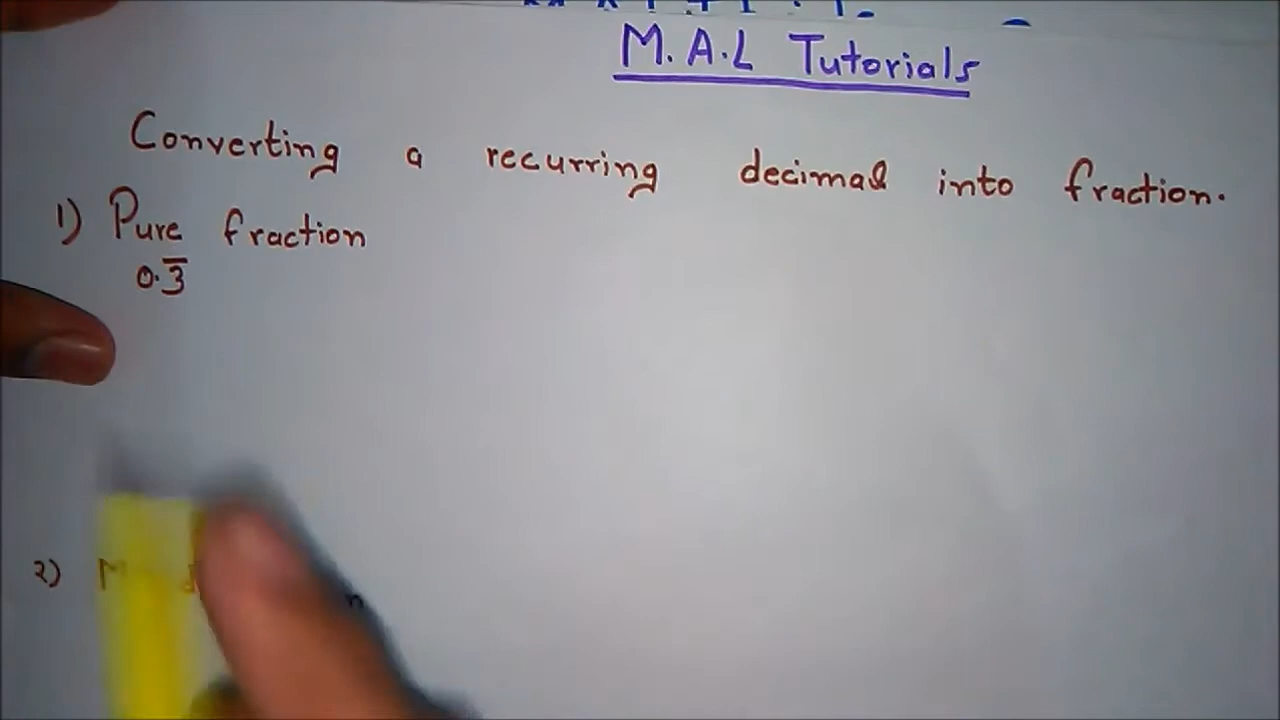 M.A.L Tutorials
Converting a recurring decimal into fraction.
1) Pure fraction
0.3̅
2)